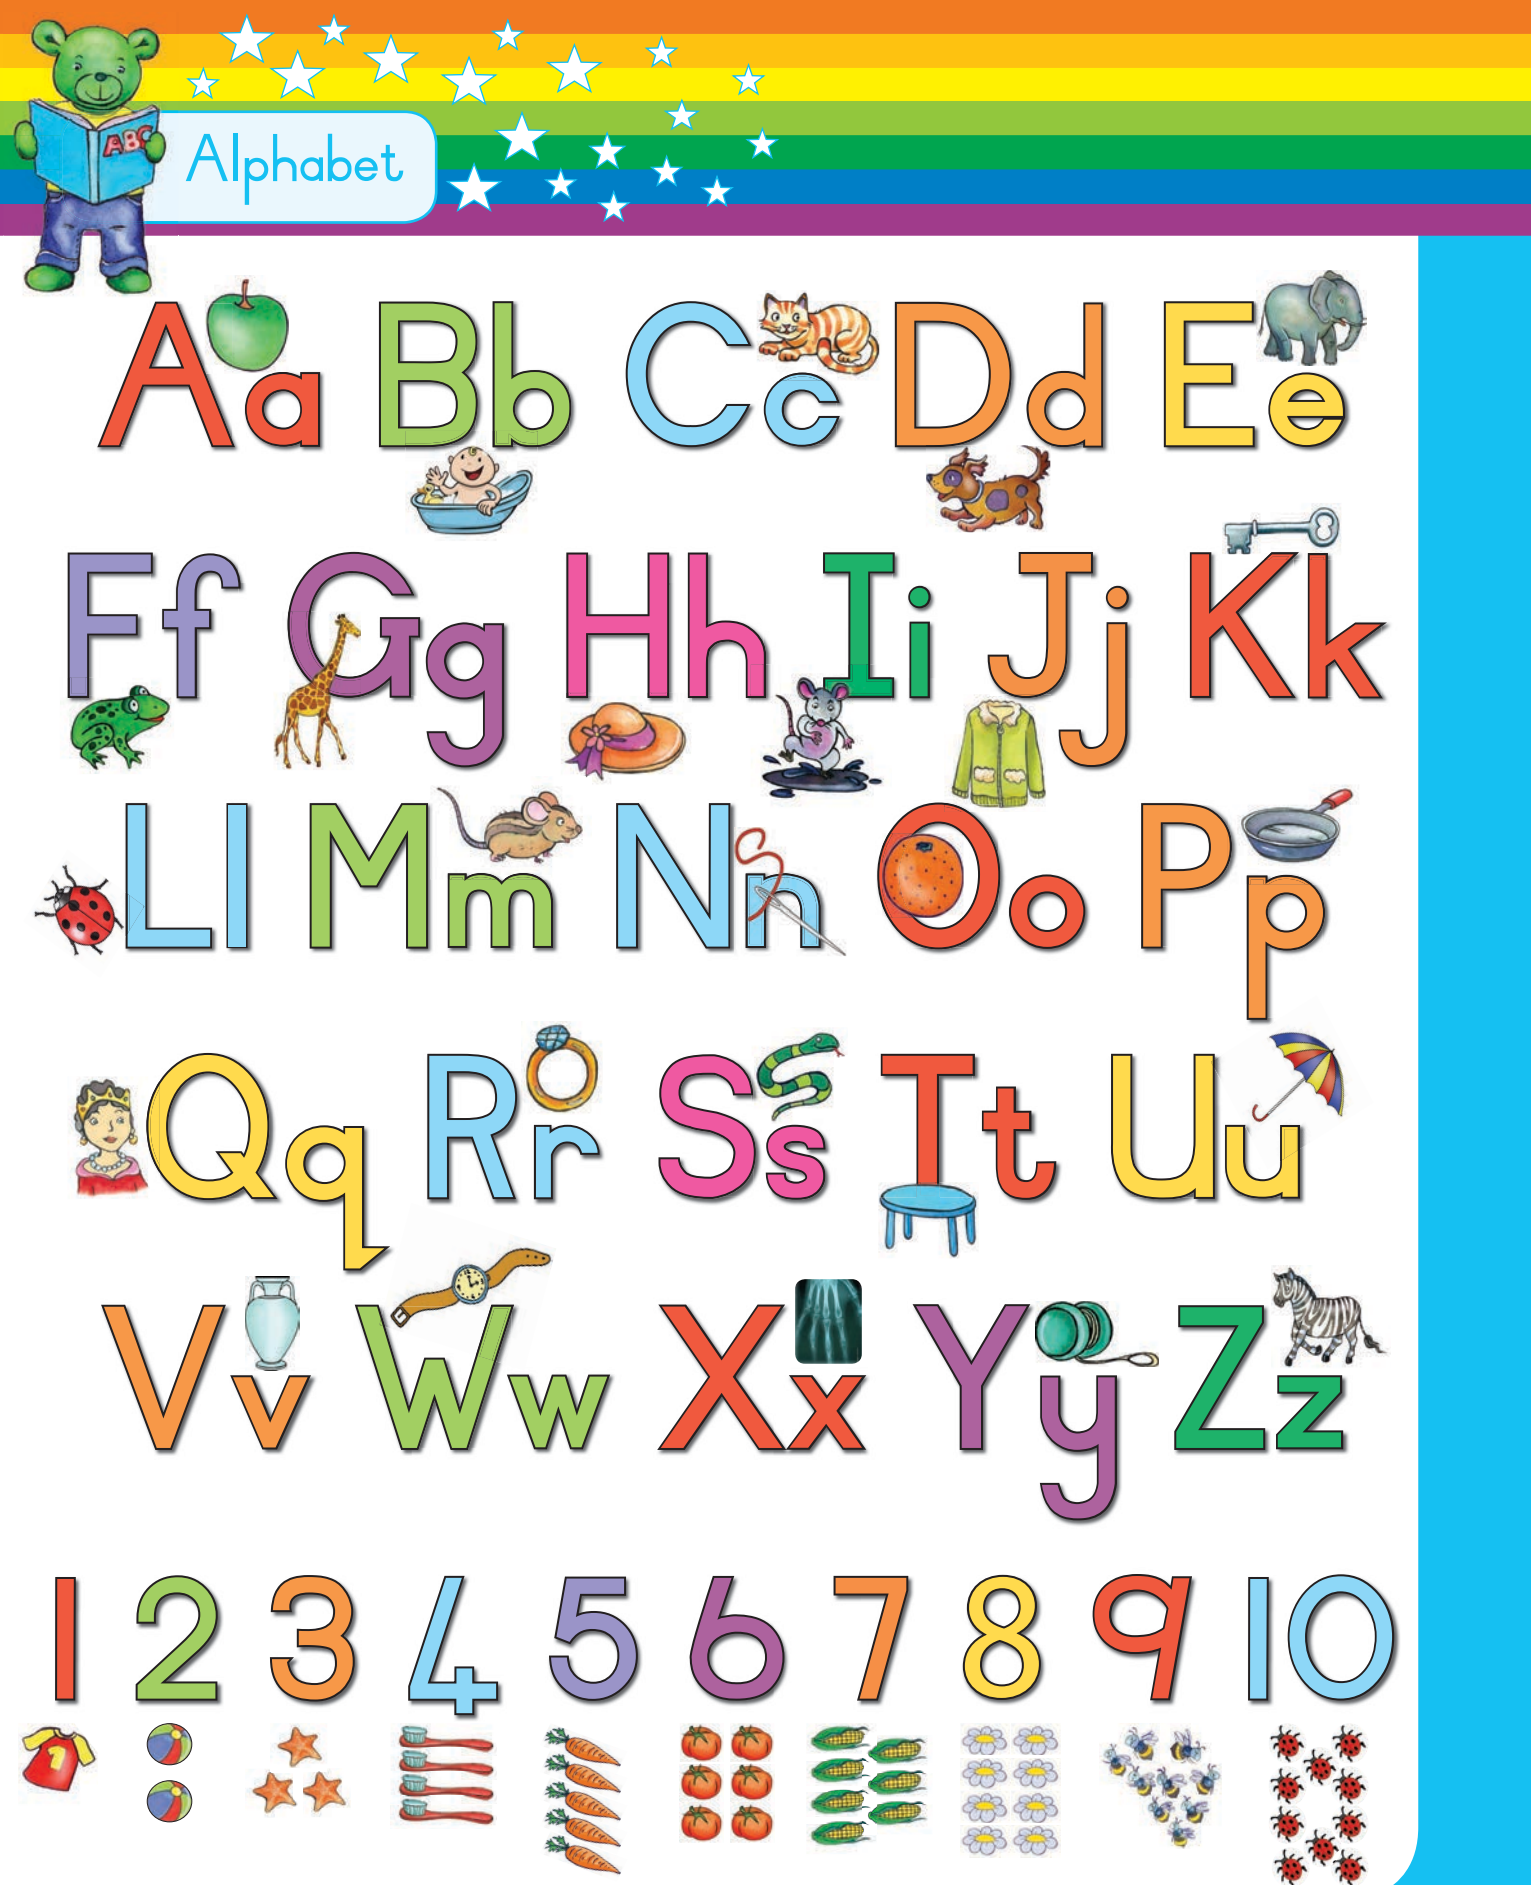 ABC
Alphabet
Aa Bb Cc Dd Ee
Ff Gg Hh Ii Jj Kk
Ll Mm Nn Oo Pp
Qq Rr Ss Tt Uu
Vv Ww Xx Yy Zz
1 2 3 4 5 6 7 8 9 10
1